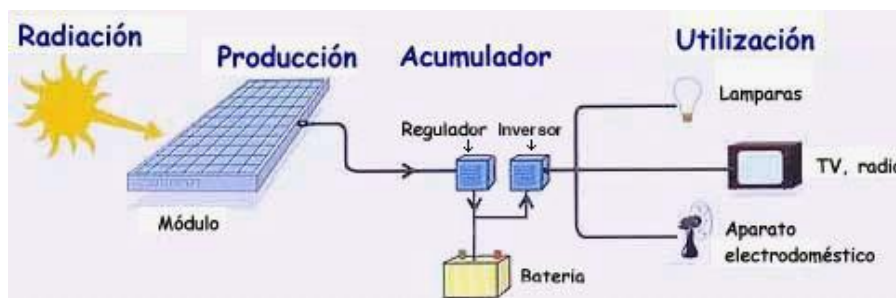 Radiación
Producción
Acumulador
Utilización
Regulador
Inversor
Lamparas
TV, radio
Módulo
Bateria
Aparato
electrodoméstico